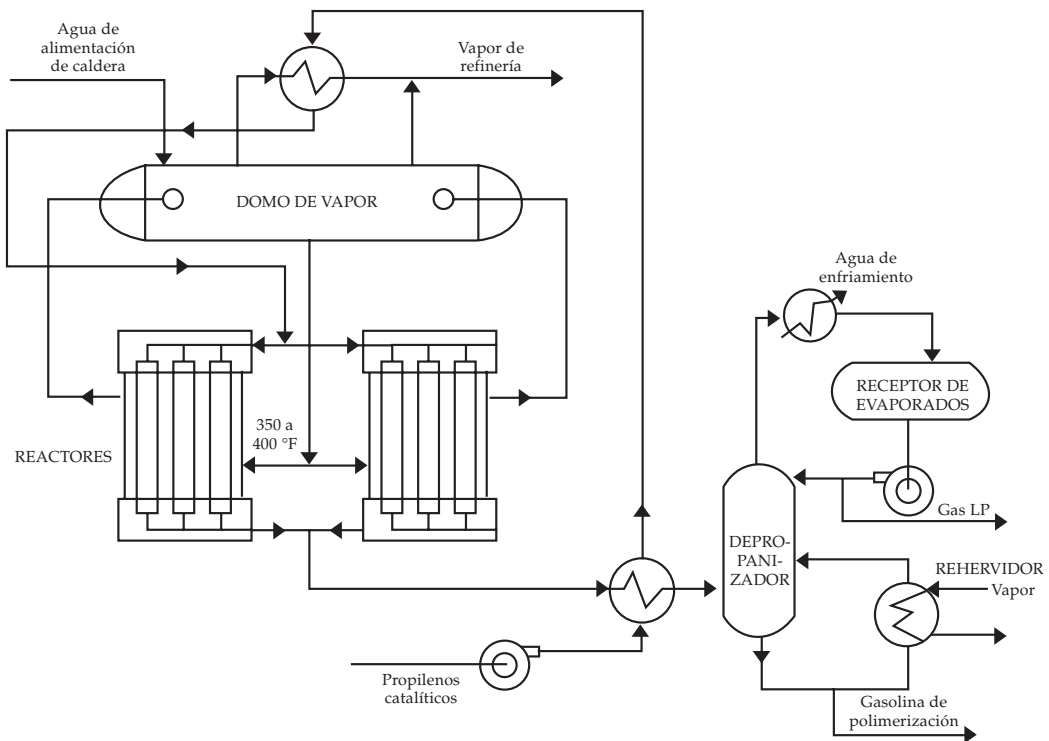 Agua de
alimentación
de caldera
Vapor de
refinería
DOMO DE VAPOR
Agua de
enfriamiento
RECEPTOR DE
EVAPORADOS
350 a
400 °F
REACTORES
Gas LP
DEPRO-
PANI-
ZADOR
REHERVIDOR
Vapor
Propilenos
catalíticos
Gasolina de
polimerización